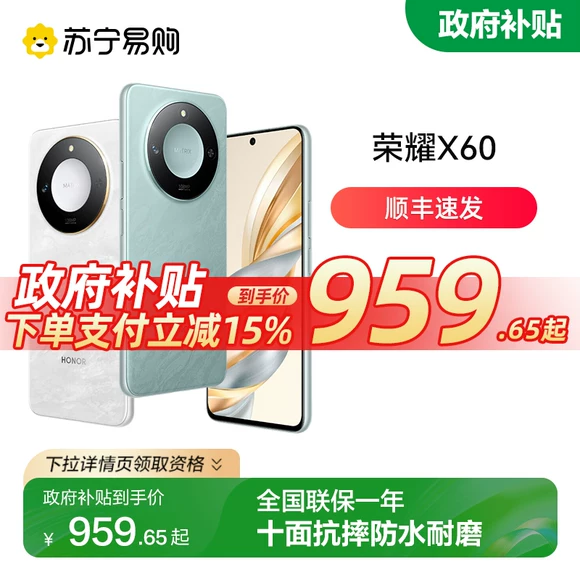 苏宁易购
政府补贴
荣耀X60
顺丰速发
政府补贴
下单支付立减15%
到手价
959.65起
HONOR
下拉详情页领取资格
政府补贴到手价
¥959.65起
全国联保一年
十面抗摔防水耐磨